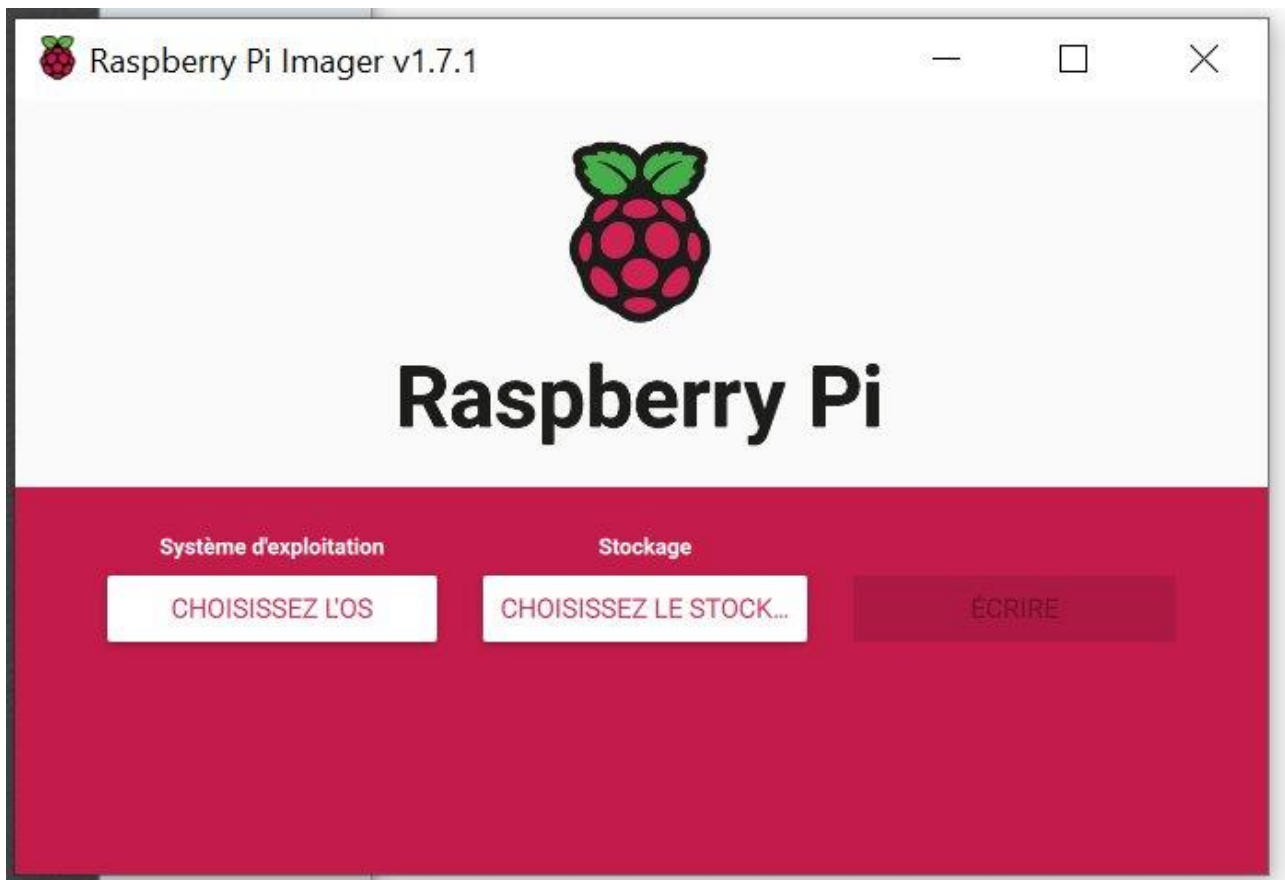 Raspberry Pi Imager v1.7.1
Raspberry Pi
Système d'exploitation
Stockage
CHOISISSEZ L'OS
CHOISISSEZ LE STOCK...
ÉCRIRE